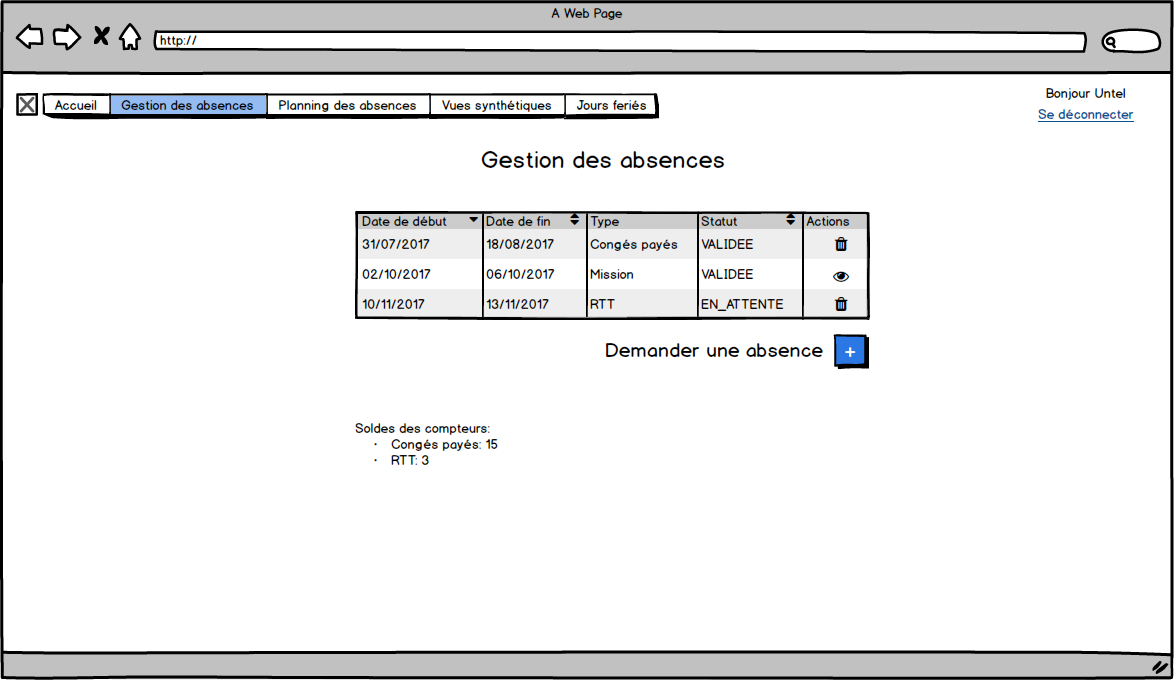 A Web Page
http://
Accueil Gestion des absences Planning des absences Vues synthétiques Jours feriés
Bonjour Untel
Se déconnecter
Gestion des absences
Date de début Date de fin Type Statut Actions
31/07/2017 18/08/2017 Congés payés VALIDEE
02/10/2017 06/10/2017 Mission VALIDEE
10/11/2017 13/11/2017 RTT EN_ATTENTE
Demander une absence +
Soldes des compteurs:
· Congés payés: 15
· RTT: 3